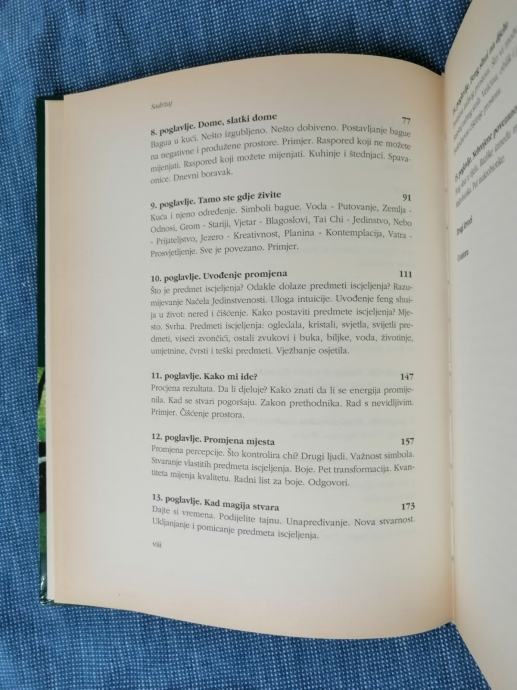 Sadržaj
8. poglavlje. Dome, slatki dome 77
Bagua u kući. Nešto izgubljeno. Nešto dobiveno. Postavljanje bague
na negativne i produžene prostore. Primjer. Raspored koji ne možete
mijenjati. Raspored koji možete mijenjati. Kuhinje i štednjaci. Spava-
onice. Dnevni boravak.
9. poglavlje. Tamo ste gdje živite 91
Kuća i njeno određenje. Simboli bague, Voda - Putovanje, Zemlja -
Odnosi, Grom - Stariji, Vjetar - Blagoslovi, Tai Chi - Jedinstvo, Nebo
- Prijateljstvo, Jezero - Kreativnost, Planina - Kontemplacija, Vatra -
Prosvjetljenje. Sve je povezano. Primjer.
10. poglavlje. Uvođenje promjena 111
Što je predmet iscjeljenja? Odakle dolaze predmeti iscjeljenja? Razu-
mijevanje Načela Jedinstvenosti. Uloga intuicije. Uvođenje feng shui-
ja u život: nered i čišćenje. Kako postaviti predmete iscjeljenja? Mje-
sto. Svrha. Predmeti iscjeljenja: ogledala, kristali, svjetla, svijetli pre-
dmeti, viseći zvončići, ostali zvukovi i buka, biljke, voda, životinje,
umjetnine, čvrsti i teški predmeti. Vježbanje osjetila.
11. poglavlje. Kako mi ide? 147
Procjena rezultata. Da li djeluje? Kako znati da li se energija promije-
nila. Kad se stvari pogoršaju. Zakon prethodnika. Rad s nevidljivim.
Primjer. Čišćenje prostora.
12. poglavlje. Promjena mjesta 157
Promjena percepcije. Što kontrolira chi? Drugi ljudi. Važnost simbola.
Stvaranje vlastitih predmeta iscjeljenja. Boje. Pet transformacija. Kvan-
titeta mijenja kvalitetu. Radni list za boje. Odgovori.
13. poglavlje. Kad magija stvara 173
Dajte si vremena. Podijelite tajnu. Unapređivanje. Nova stvarnost.
Uklanjanje i pomicanje predmeta iscjeljenja.
viii